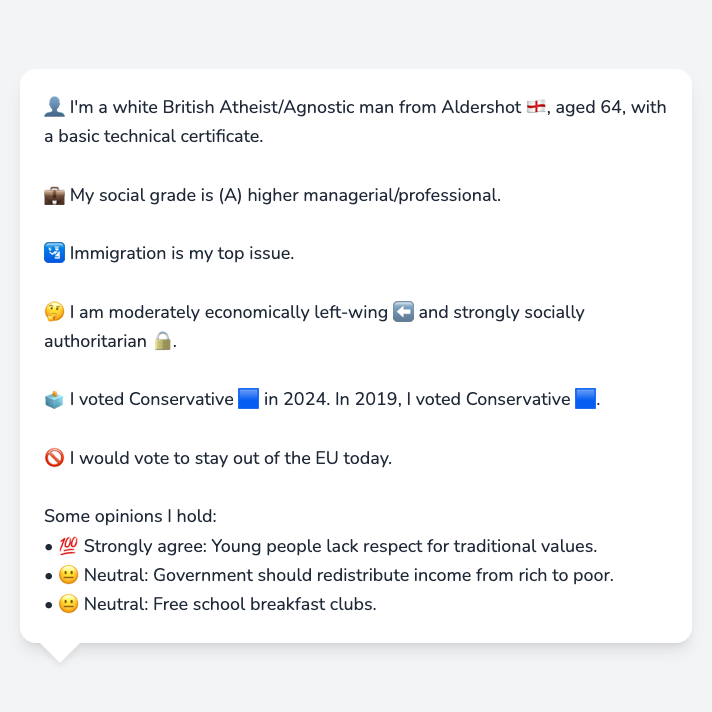 👤 I'm a white British Atheist/Agnostic man from Aldershot 🏴󠁧󠁢󠁥󠁮󠁧󠁿, aged 64, with
a basic technical certificate.
💼 My social grade is (A) higher managerial/professional.
🛂 Immigration is my top issue.
🤔 I am moderately economically left-wing ⬅️ and strongly socially
authoritarian 🔒.
🗳️ I voted Conservative 🟦 in 2024. In 2019, I voted Conservative 🟦.
🚫 I would vote to stay out of the EU today.
Some opinions I hold:
• 💯 Strongly agree: Young people lack respect for traditional values.
• 😐 Neutral: Government should redistribute income from rich to poor.
• 😐 Neutral: Free school breakfast clubs.